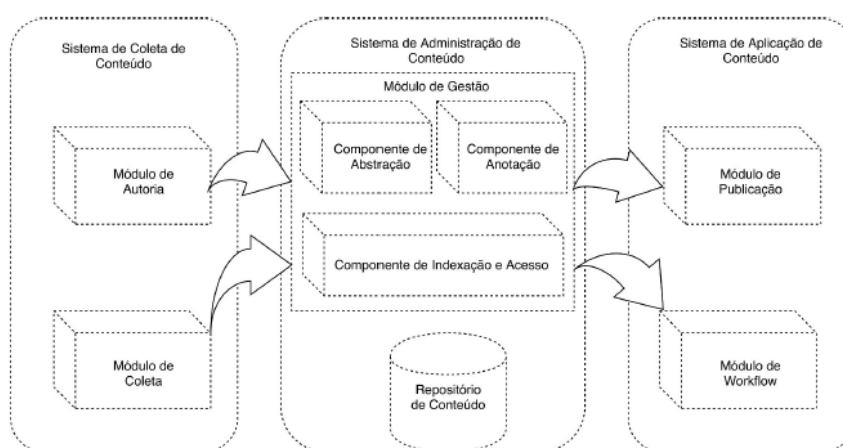 Sistema de Coleta de
Conteúdo
Módulo de
Autoria
Módulo de
Coleta
Sistema de Administração de
Conteúdo
Módulo de Gestão
Componente de
Abstração
Componente de
Anotação
Componente de Indexação e Acesso
Repositório
de Conteúdo
Sistema de Aplicação de
Conteúdo
Módulo de
Publicação
Módulo de
Workflow